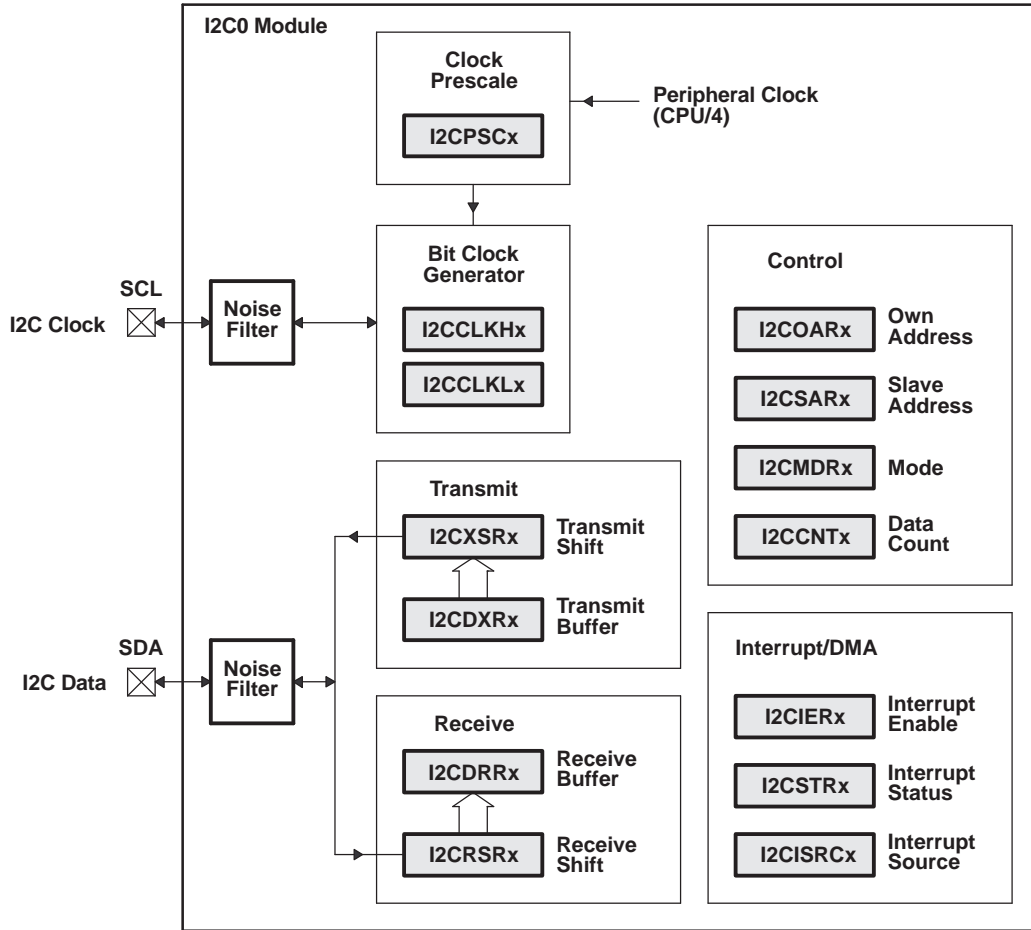 I2C0 Module
Clock
Prescale
I2CPSCx
Peripheral Clock
(CPU/4)
Bit Clock
Generator
I2CCLKHx
I2CCLKLx
SCL
I2C Clock
Noise
Filter
Control
I2COARx
Own
Address
I2CSARx
Slave
Address
I2CMDRx
Mode
I2CCNTx
Data
Count
Transmit
I2CXSRx
Transmit
Shift
I2CDXRx
Transmit
Buffer
SDA
I2C Data
Noise
Filter
Receive
I2CDRRx
Receive
Buffer
I2CRSRx
Receive
Shift
Interrupt/DMA
I2CIERx
Interrupt
Enable
I2CSTRx
Interrupt
Status
I2CISRCx
Interrupt
Source